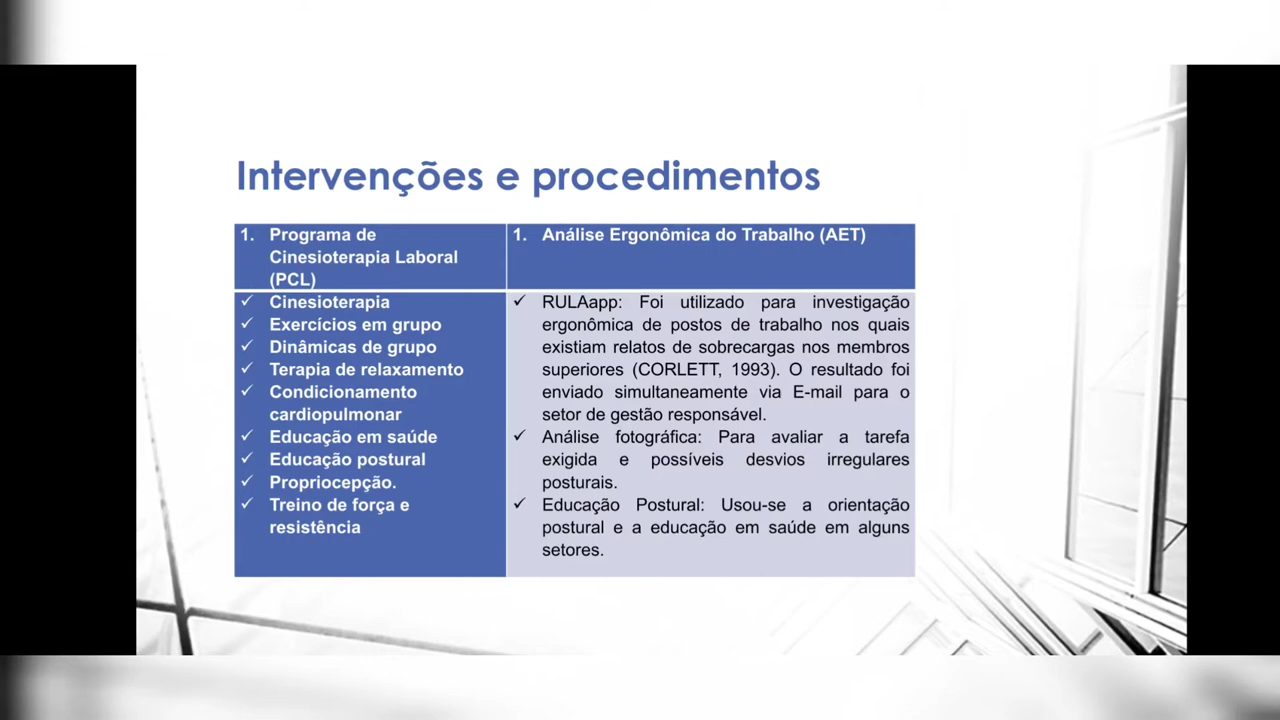 Intervenções e procedimentos
1. Programa de
Cinesioterapia Laboral
(PCL)
1. Análise Ergonômica do Trabalho (AET)
✓ Cinesioterapia
✓ Exercícios em grupo
✓ Dinâmicas de grupo
✓ Terapia de relaxamento
✓ Condicionamento
cardiopulmonar
✓ Educação em saúde
✓ Educação postural
✓ Propriocepção.
✓ Treino de força e
resistência
✓ RULAapp: Foi utilizado para investigação
ergonômica de postos de trabalho nos quais
existiam relatos de sobrecargas nos membros
superiores (CORLETT, 1993). O resultado foi
enviado simultaneamente via E-mail para o
setor de gestão responsável.
✓ Análise fotográfica: Para avaliar a tarefa
exigida e possíveis desvios irregulares
posturais.
✓ Educação Postural: Usou-se a orientação
postural e a educação em saúde em alguns
setores.